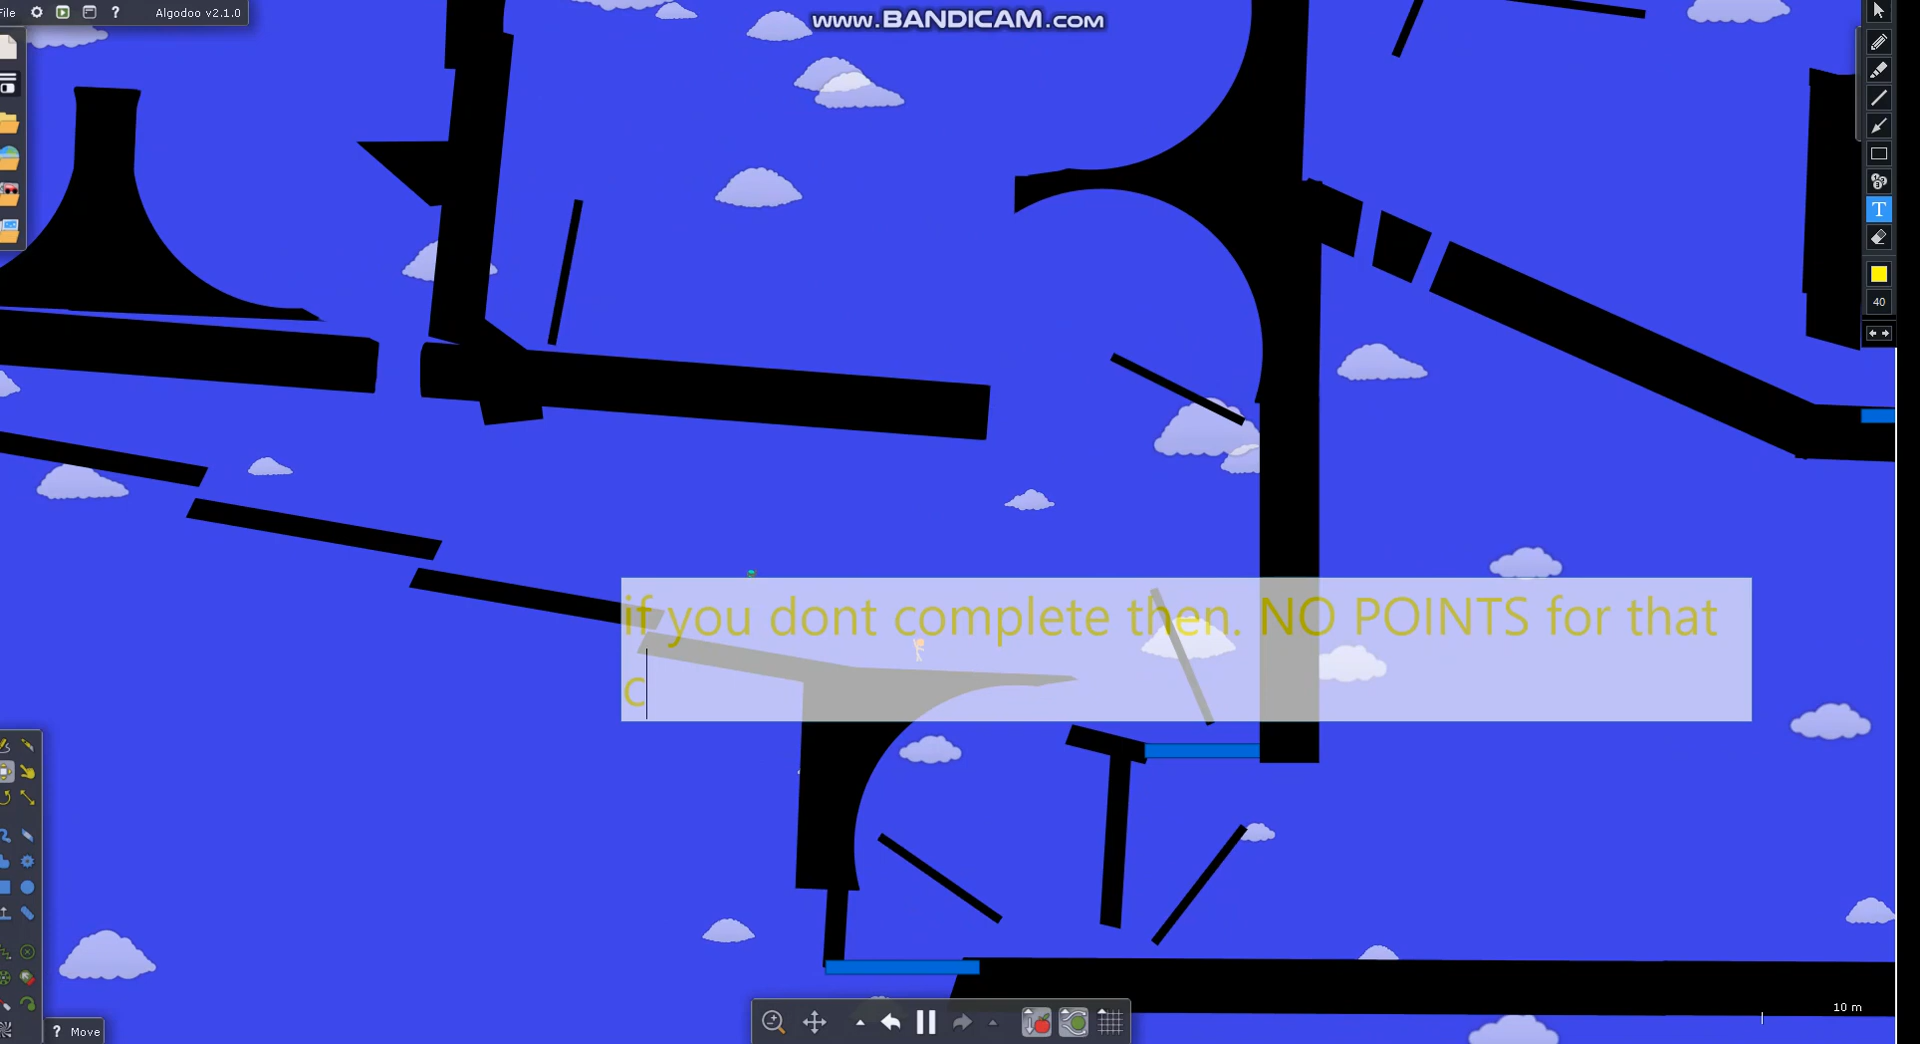 File ? Algodoo v2.1.0
www.BANDICAM.com
T
40
if you dont complete then. NO POINTS for that
c
10 m
? Move